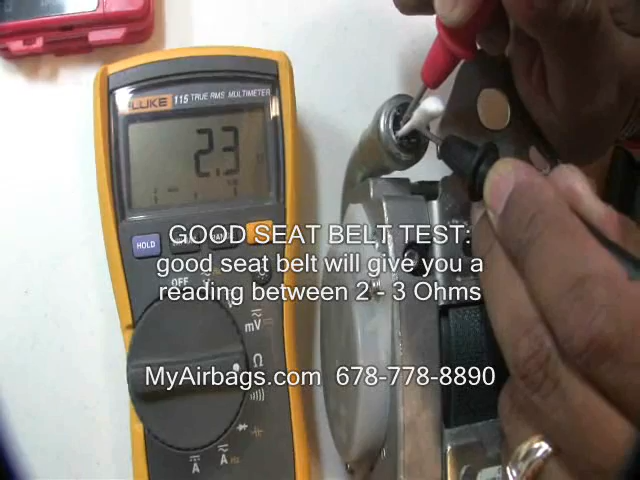 FLUKE 115 TRUE RMS MULTIMETER
2.3
HOLD
GOOD SEAT BELT TEST:
good seat belt will give you a
reading between 2 - 3 Ohms
OFF
mV
Ω
MyAirbags.com 678-778-8890
A
A Hz